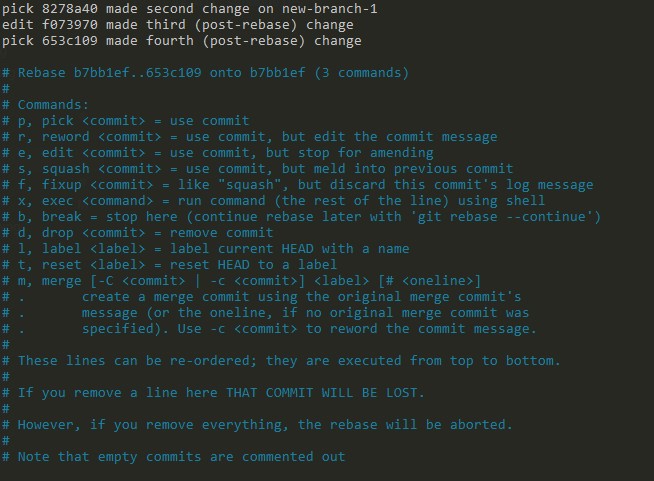 pick 8278a40 made second change on new-branch-1
edit f073970 made third (post-rebase) change
pick 653c109 made fourth (post-rebase) change
# Rebase b7bb1ef..653c109 onto b7bb1ef (3 commands)
#
# Commands:
# p, pick <commit> = use commit
# r, reword <commit> = use commit, but edit the commit message
# e, edit <commit> = use commit, but stop for amending
# s, squash <commit> = use commit, but meld into previous commit
# f, fixup <commit> = like "squash", but discard this commit's log message
# x, exec <command> = run command (the rest of the line) using shell
# b, break = stop here (continue rebase later with 'git rebase --continue')
# d, drop <commit> = remove commit
# l, label <label> = label current HEAD with a name
# t, reset <label> = reset HEAD to a label
# m, merge [-C <commit> | -c <commit>] <label> [# <oneline>]
# .       create a merge commit using the original merge commit's
# .       message (or the oneline, if no original merge commit was
# .       specified). Use -c <commit> to reword the commit message.
#
# These lines can be re-ordered; they are executed from top to bottom.
#
# If you remove a line here THAT COMMIT WILL BE LOST.
#
# However, if you remove everything, the rebase will be aborted.
#
# Note that empty commits are commented out